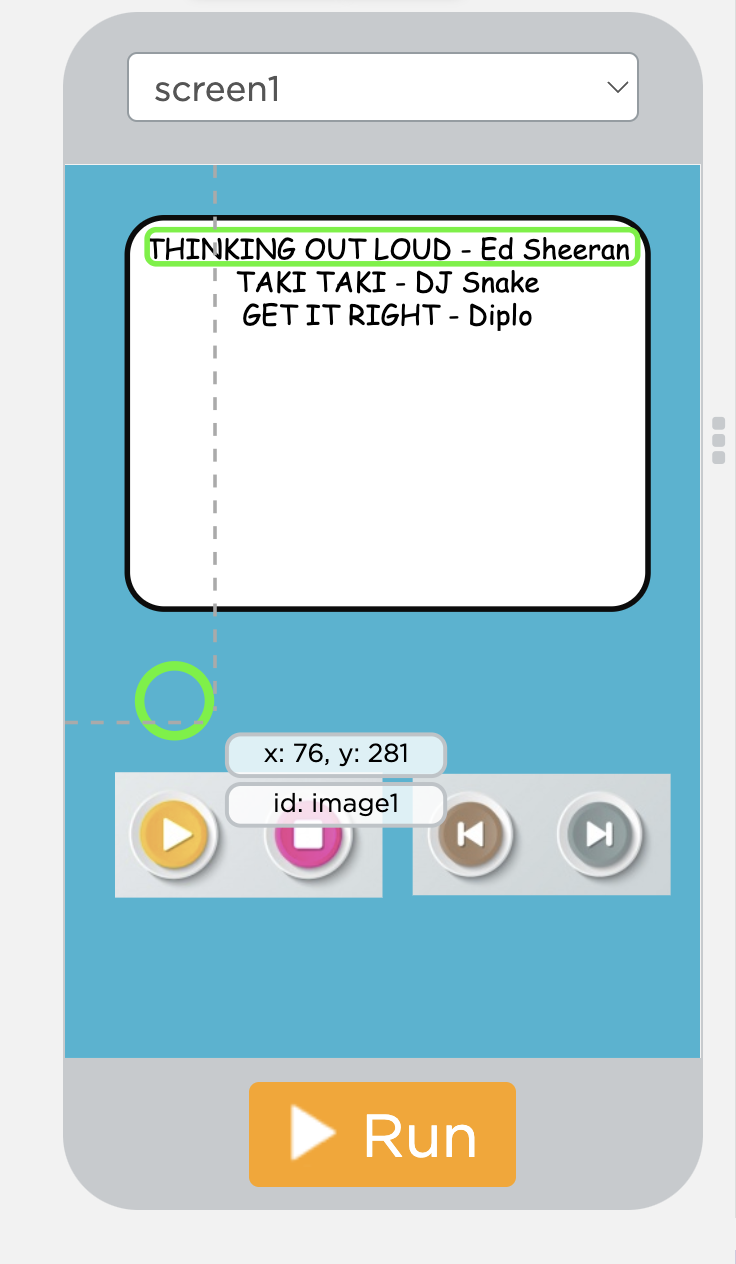 screen1
THINKING OUT LOUD - Ed Sheeran
TAKI TAKI - DJ Snake
GET IT RIGHT - Diplo
x: 76, y: 281
id: image1
Run